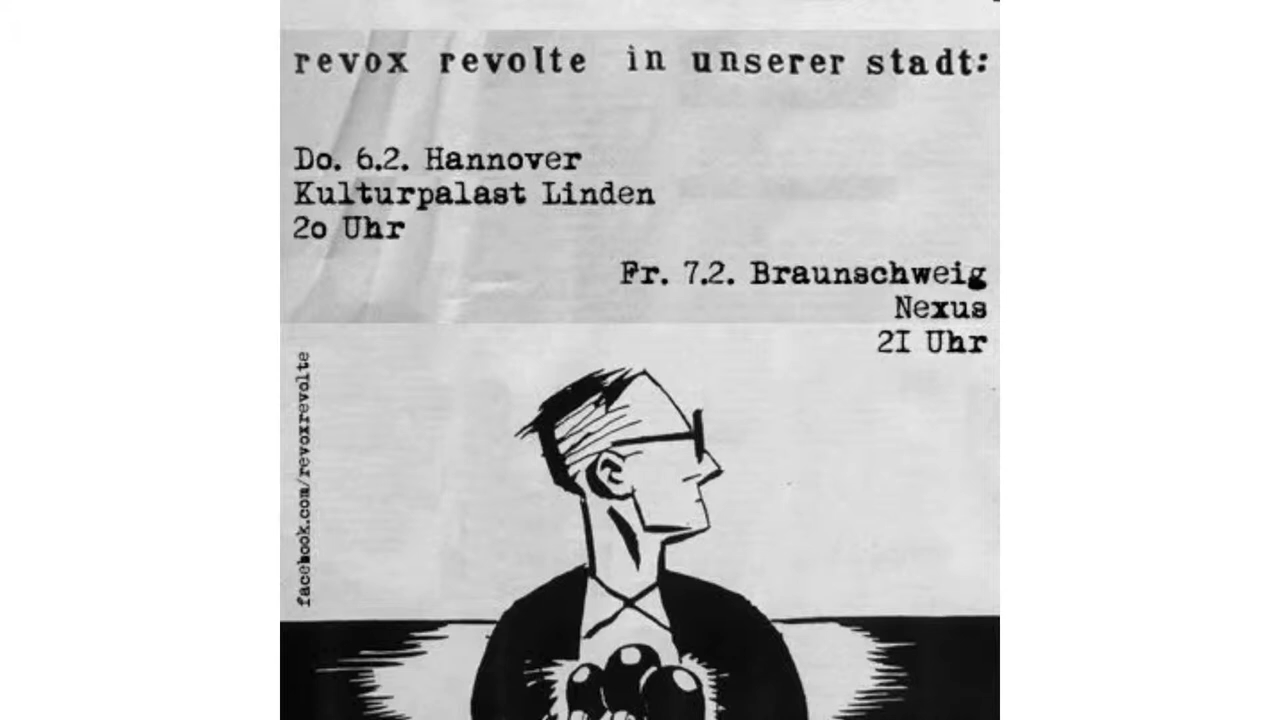 revox revolte in unserer stadt:
Do. 6.2. Hannover
Kulturpalast Linden
2o Uhr
Fr. 7.2. Braunschweig
Nexus
2I Uhr
facebook.com/revoxrevolte